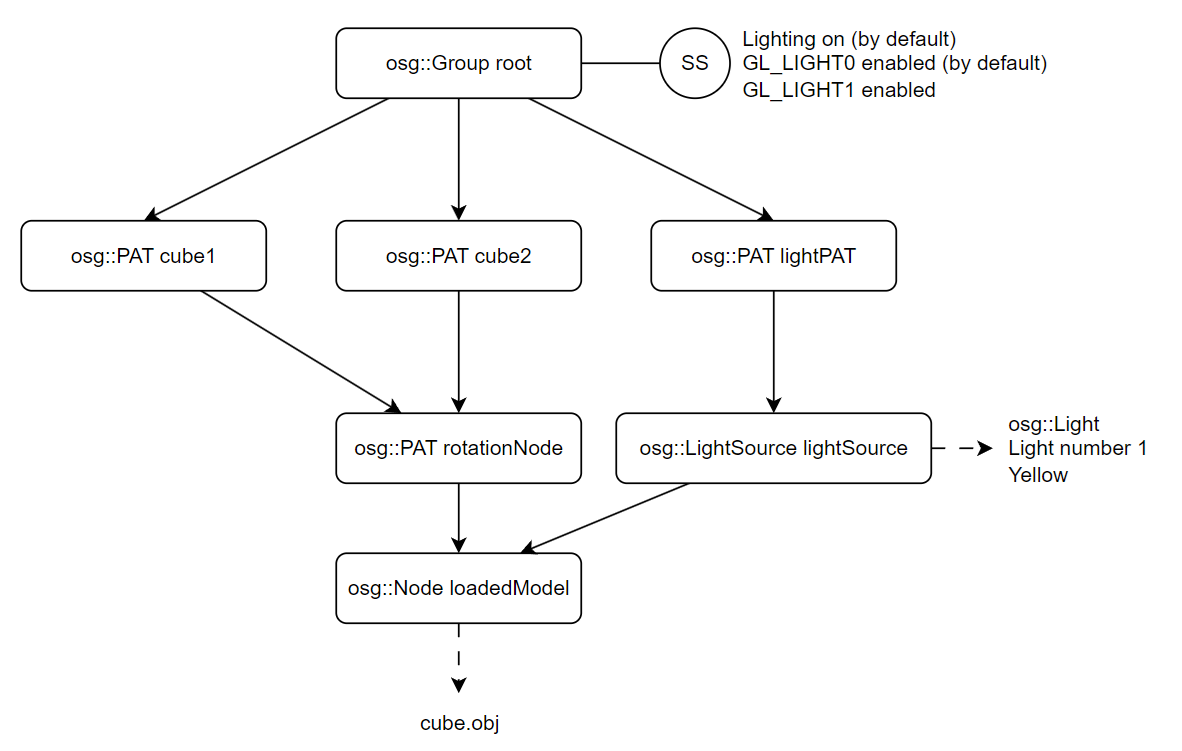 osg::Group root
SS
Lighting on (by default)
GL_LIGHT0 enabled (by default)
GL_LIGHT1 enabled
osg::PAT cube1
osg::PAT cube2
osg::PAT lightPAT
osg::PAT rotationNode
osg::LightSource lightSource
osg::Light
Light number 1
Yellow
osg::Node loadedModel
cube.obj